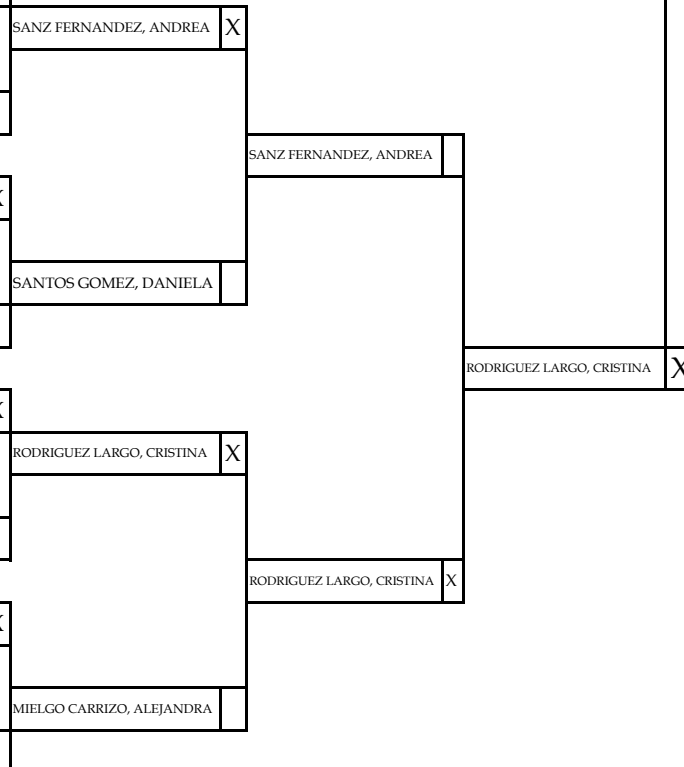 SANZ FERNANDEZ, ANDREA X
SANZ FERNANDEZ, ANDREA
X
SANTOS GOMEZ, DANIELA
RODRIGUEZ LARGO, CRISTINA X
X
RODRIGUEZ LARGO, CRISTINA X
RODRIGUEZ LARGO, CRISTINA X
X
MIELGO CARRIZO, ALEJANDRA